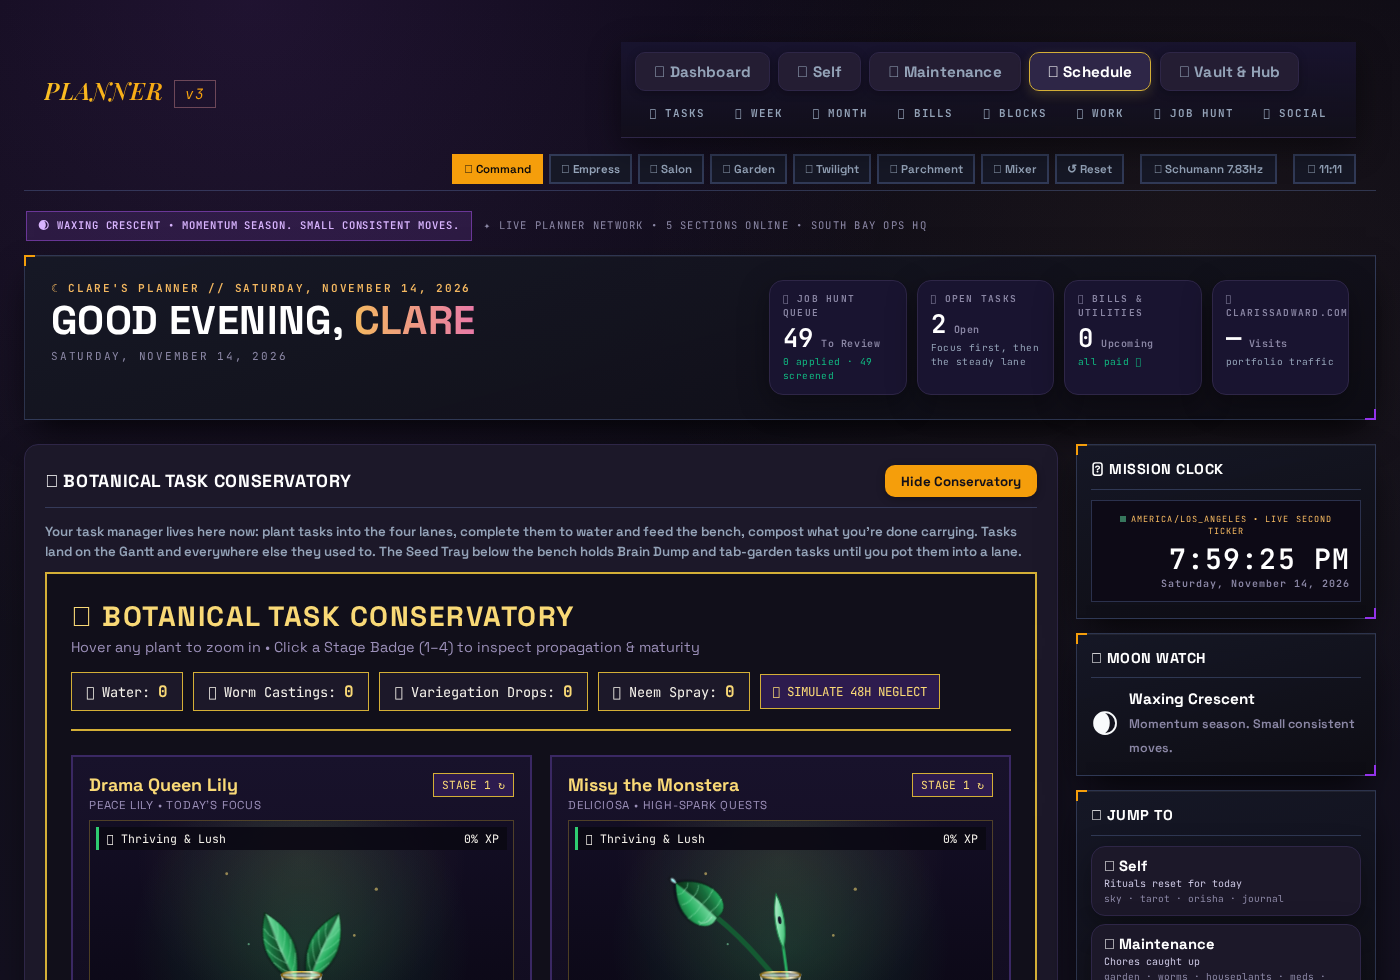 PLANNER v3
Dashboard Self Maintenance Schedule Vault & Hub
TASKS WEEK MONTH BILLS BLOCKS WORK JOB HUNT SOCIAL
Command Empress Salon Garden Twilight Parchment Mixer ↺ Reset Schumann 7.83Hz 11:11
🌒 WAXING CRESCENT • MOMENTUM SEASON. SMALL CONSISTENT MOVES. ✦ LIVE PLANNER NETWORK • 5 SECTIONS ONLINE • SOUTH BAY OPS HQ
☾ CLARE'S PLANNER // SATURDAY, NOVEMBER 14, 2026
GOOD EVENING, CLARE
SATURDAY, NOVEMBER 14, 2026
JOB HUNT
QUEUE
49 To Review
0 applied · 49
screened
OPEN TASKS
2 Open
Focus first, then
the steady lane
BILLS &
UTILITIES
0 Upcoming
all paid
CLARISSADWARD.COM
— Visits
portfolio traffic
BOTANICAL TASK CONSERVATORY
Hide Conservatory
Your task manager lives here now: plant tasks into the four lanes, complete them to water and feed the bench, compost what you're done carrying. Tasks
land on the Gantt and everywhere else they used to. The Seed Tray below the bench holds Brain Dump and tab-garden tasks until you pot them into a lane.
BOTANICAL TASK CONSERVATORY
Hover any plant to zoom in • Click a Stage Badge (1–4) to inspect propagation & maturity
Water: 0 Worm Castings: 0 Variegation Drops: 0 Neem Spray: 0 SIMULATE 48H NEGLECT
Drama Queen Lily
STAGE 1 ↻
PEACE LILY • TODAY'S FOCUS
Thriving & Lush 0% XP
Missy the Monstera
STAGE 1 ↻
DELICIOSA • HIGH-SPARK QUESTS
Thriving & Lush 0% XP
MISSION CLOCK
AMERICA/LOS_ANGELES • LIVE SECOND
TICKER
7:59:25 PM
Saturday, November 14, 2026
MOON WATCH
Waxing Crescent
Momentum season. Small consistent
moves.
JUMP TO
Self
Rituals reset for today
sky · tarot · orisha · journal
Maintenance
Chores caught up
garden · worms · houseplants · meds ·